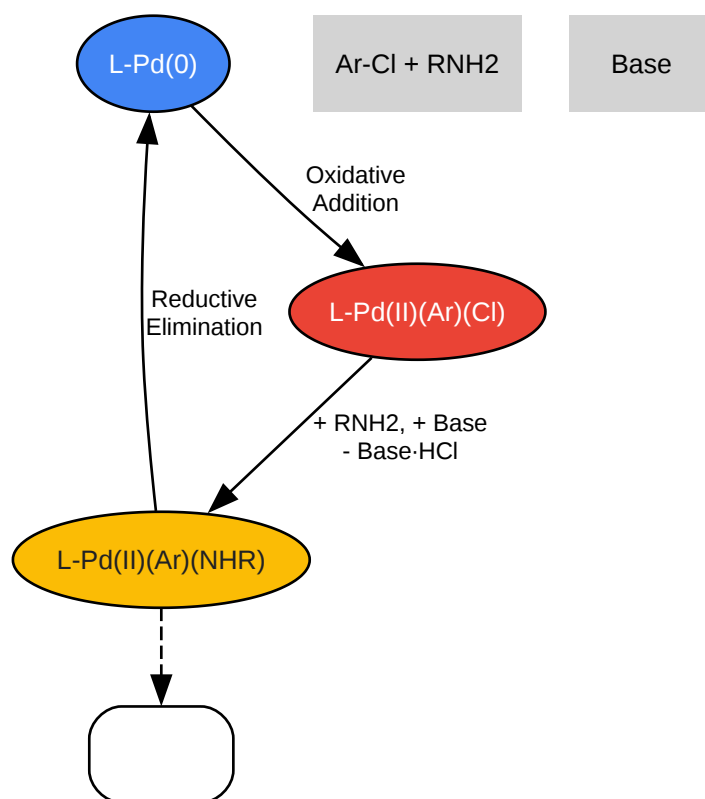 L-Pd(0)
Ar-Cl + RNH2
Base
Oxidative
Addition
Reductive
Elimination
L-Pd(II)(Ar)(Cl)
+ RNH2, + Base
- Base·HCl
L-Pd(II)(Ar)(NHR)